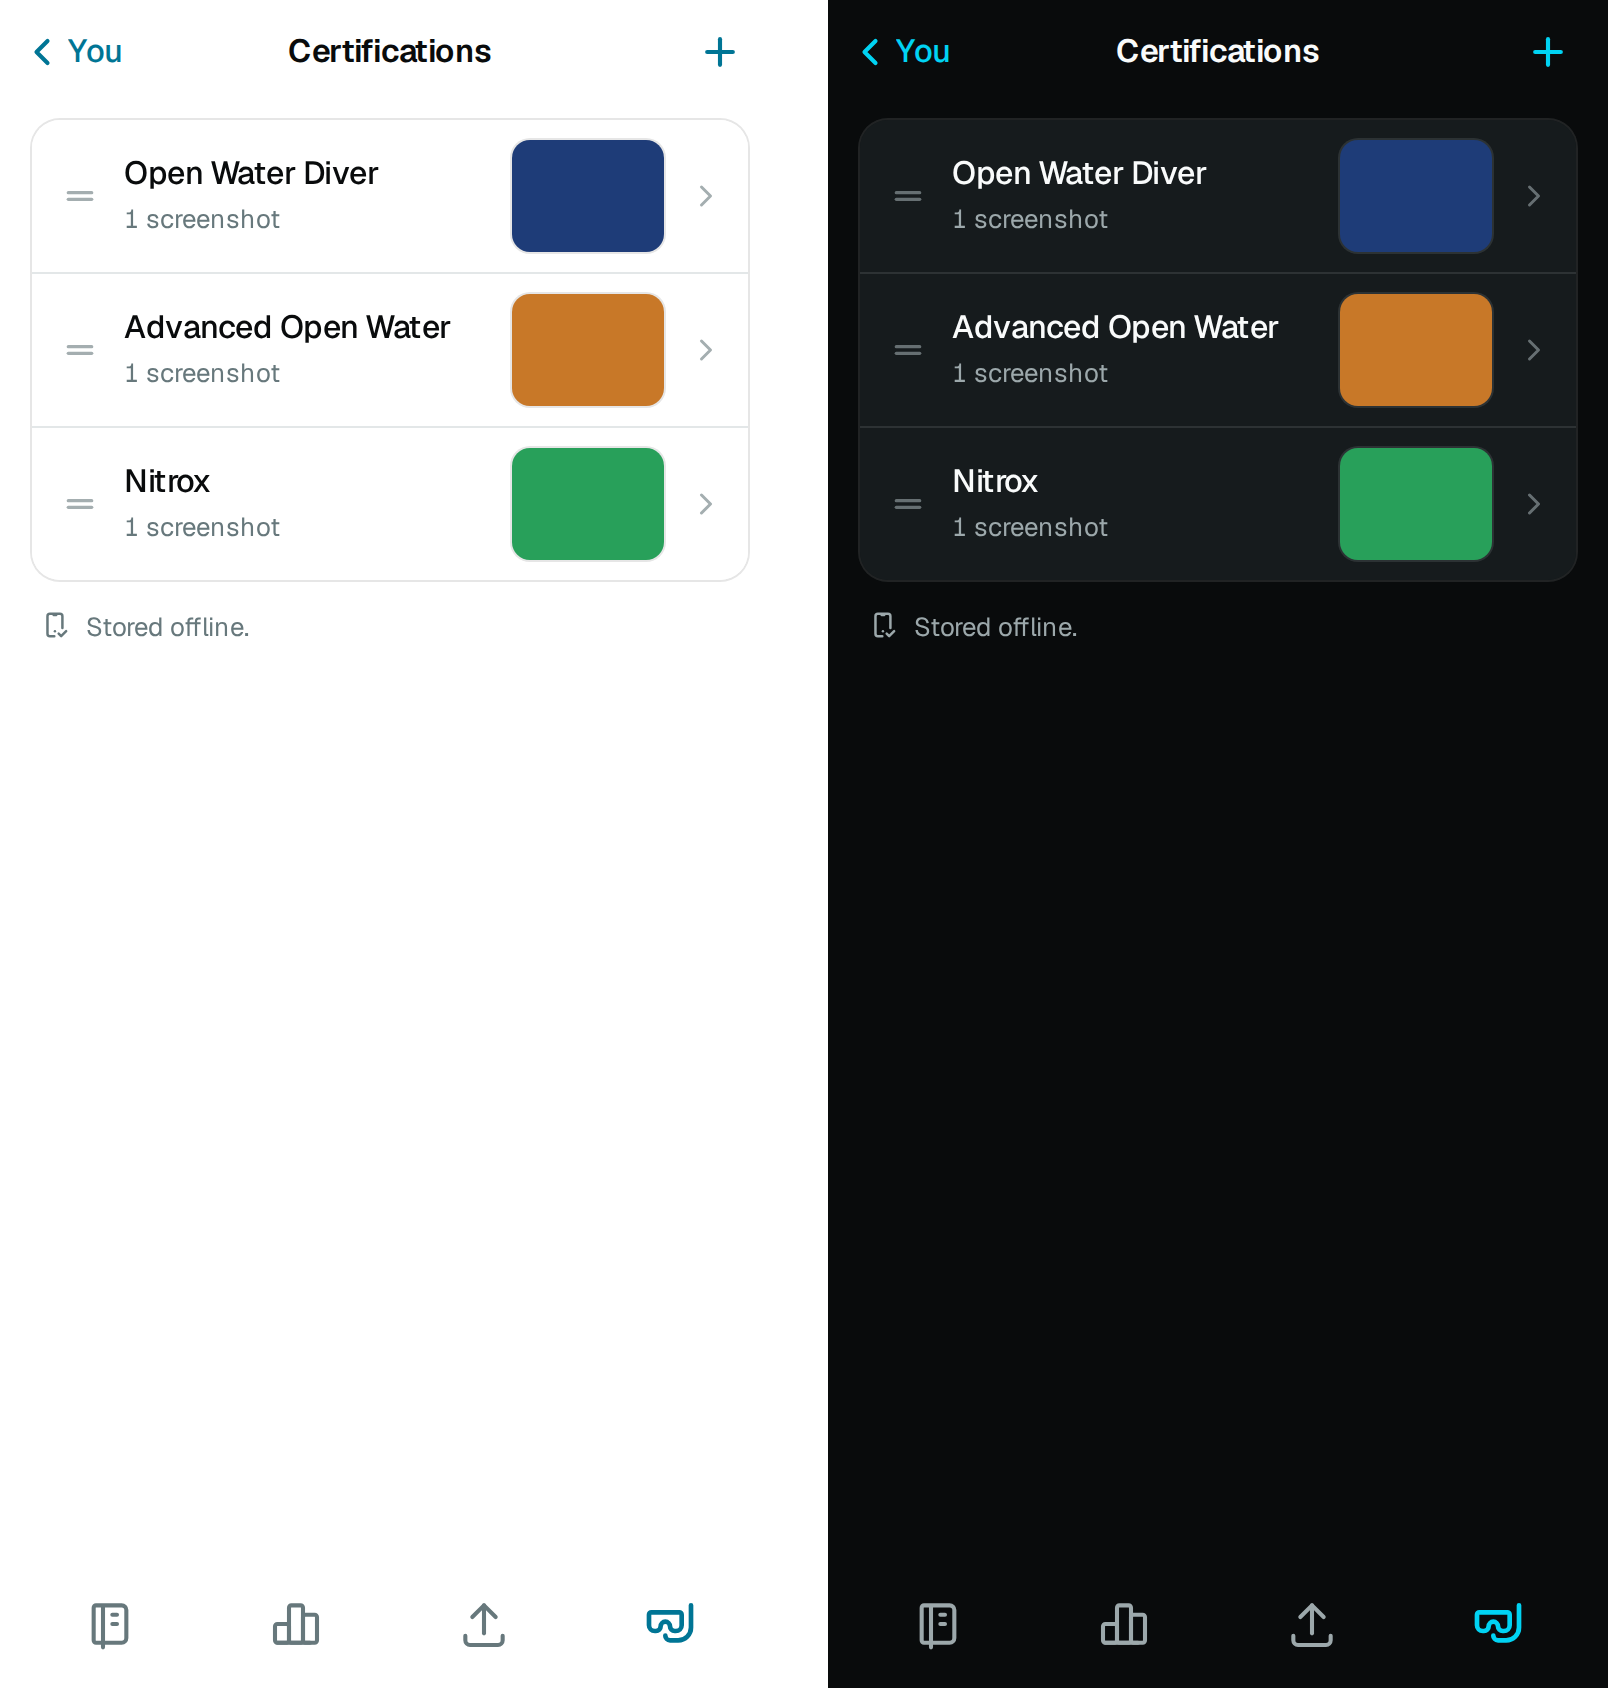 You
Certifications
Open Water Diver
1 screenshot
Advanced Open Water
1 screenshot
Nitrox
1 screenshot
Stored offline.
You
Certifications
Open Water Diver
1 screenshot
Advanced Open Water
1 screenshot
Nitrox
1 screenshot
Stored offline.